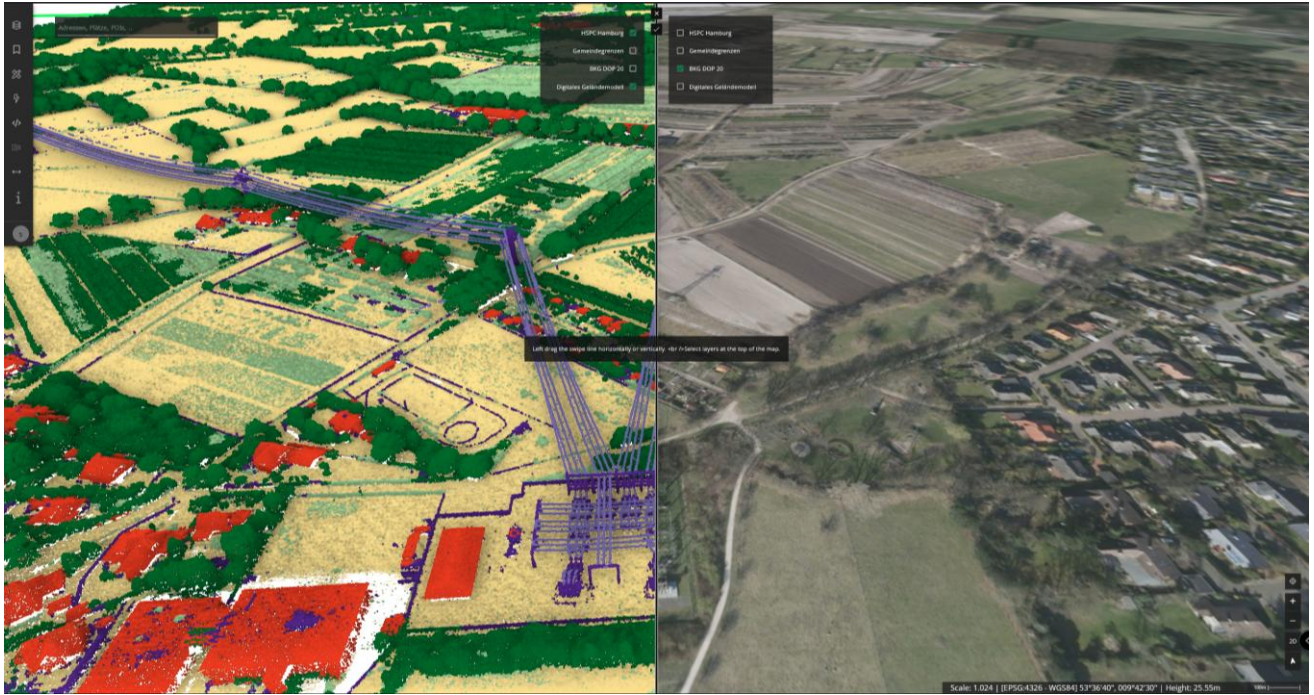 Adressen, Plätze, POIs, ...
HSPC Hamburg
Gemeindegrenzen
BKG DOP 20
Digitales Geländemodell
HSPC Hamburg
Gemeindegrenzen
BKG DOP 20
Digitales Geländemodell
Left drag the swipe line horizontally or vertically. <br />Select layers at the top of the map.
2D
Scale: 1.024 | [EPSG:4326 - WGS84] 53°36'40", 009°42'30" | Height: 25.55m